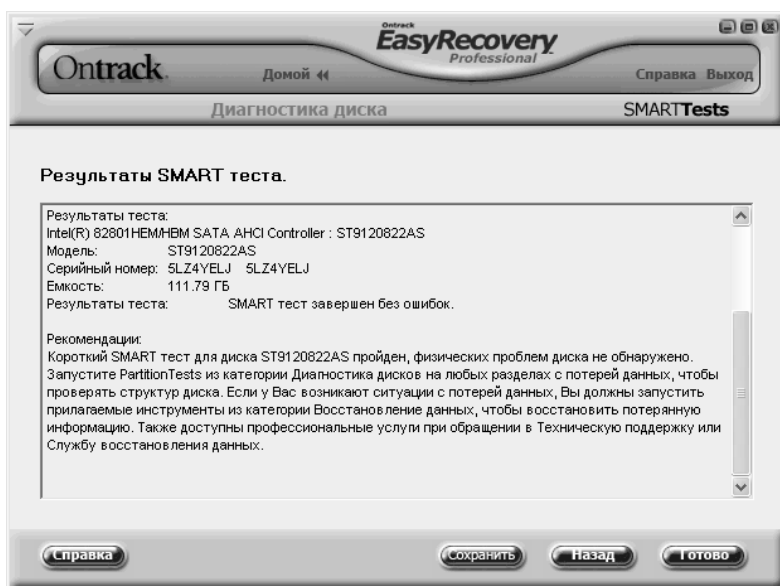 Ontrack
EasyRecovery
Professional
Ontrack.
Домой
Справка Выход
Диагностика диска
SMARTTests
Результаты SMART теста.
Результаты теста:
Intel(R) 82801HEM/HBM SATA AHCI Controller : ST9120822AS
Модель: ST9120822AS
Серийный номер: 5LZ4YELJ 5LZ4YELJ
Емкость: 111.79 ГБ
Результаты теста: SMART тест завершен без ошибок.
Рекомендации:
Короткий SMART тест для диска ST9120822AS пройден, физических проблем диска не обнаружено.
Запустите PartitionTests из категории Диагностика дисков на любых разделах с потерей данных, чтобы
проверять структур диска. Если у Вас возникают ситуации с потерей данных, Вы должны запустить
прилагаемые инструменты из категории Восстановление данных, чтобы восстановить потерянную
информацию. Также доступны профессиональные услуги при обращении в Техническую поддержку или
Службу восстановления данных.
Справка
Сохранить
Назад
Готово